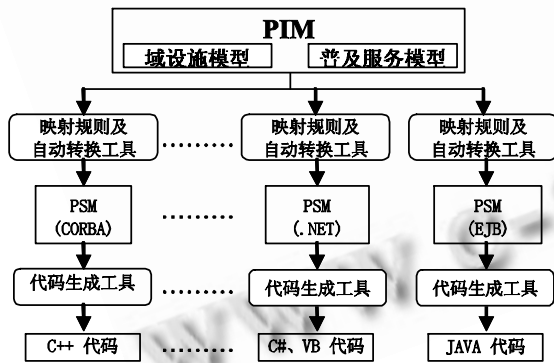 PIM
域设施模型 普及服务模型
映射规则及 自动转换工具 ········· 映射规则及 自动转换工具 映射规则及 自动转换工具
PSM (CORBA) ········· PSM (.NET) PSM (EJB)
代码生成工具 ········· 代码生成工具 代码生成工具
C++ 代码 ········· C#、VB 代码 JAVA 代码
www c-